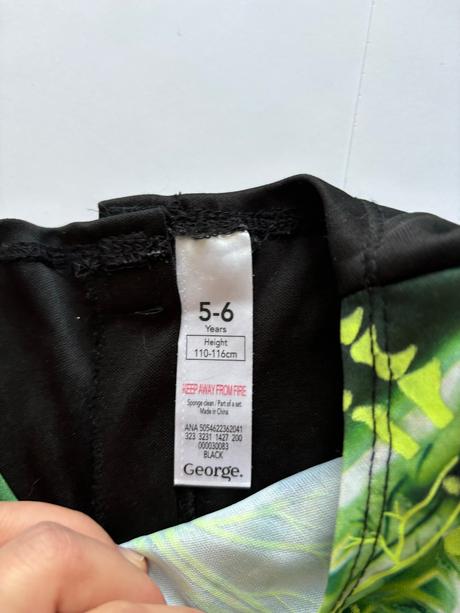 5-6
Years
Height
110-116cm
KEEP AWAY FROM FIRE
Sponge clean / Part of a set
Made in China
ANA 5054622362041
323 3231 1427 200
000030083
BLACK
George.